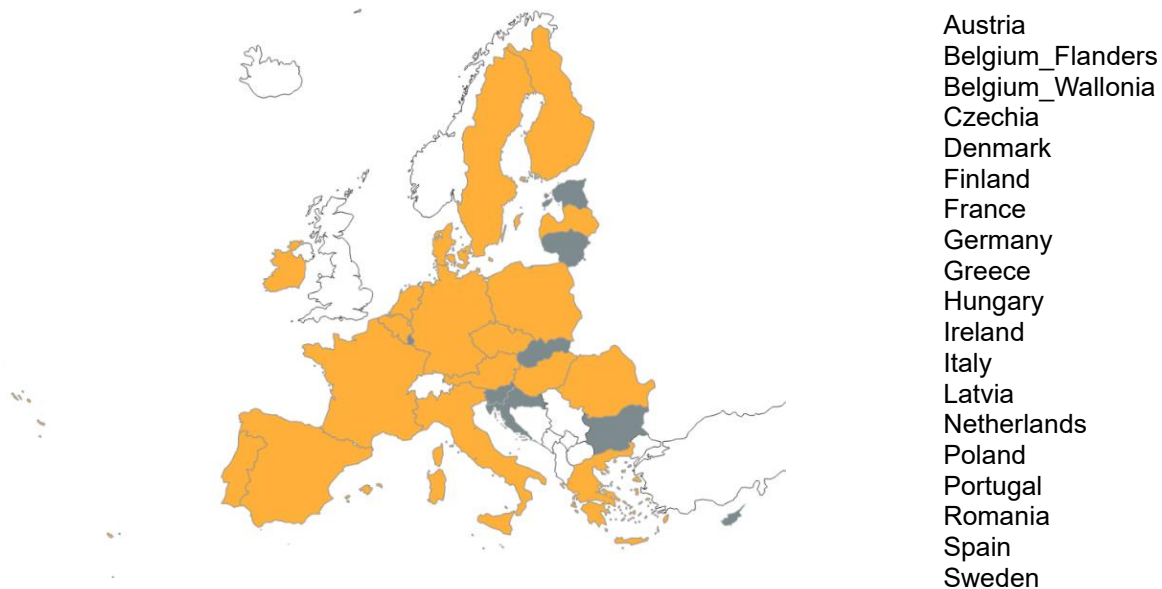 Austria
Belgium_Flanders
Belgium_Wallonia
Czechia
Denmark
Finland
France
Germany
Greece
Hungary
Ireland
Italy
Latvia
Netherlands
Poland
Portugal
Romania
Spain
Sweden